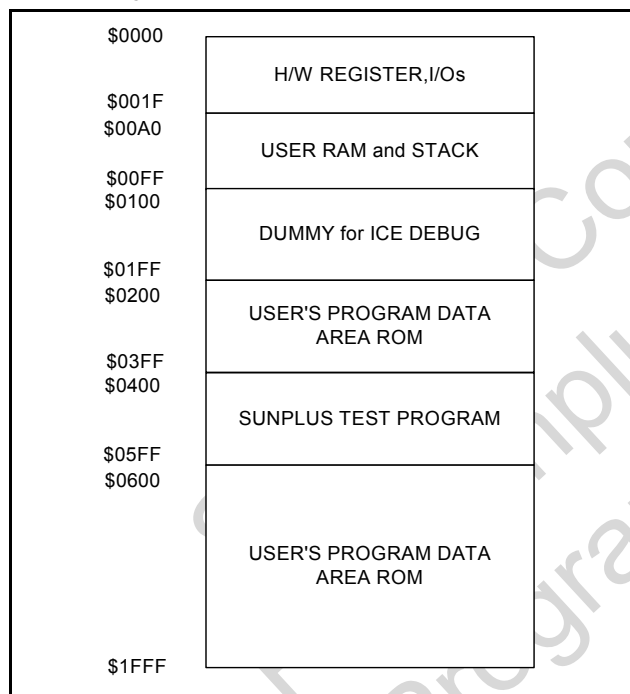 $0000
H/W REGISTER,I/Os
$001F
$00A0
USER RAM and STACK
$00FF
$0100
DUMMY for ICE DEBUG
$01FF
$0200
USER'S PROGRAM DATA
AREA ROM
$03FF
$0400
SUNPLUS TEST PROGRAM
$05FF
$0600
USER'S PROGRAM DATA
AREA ROM
$1FFF